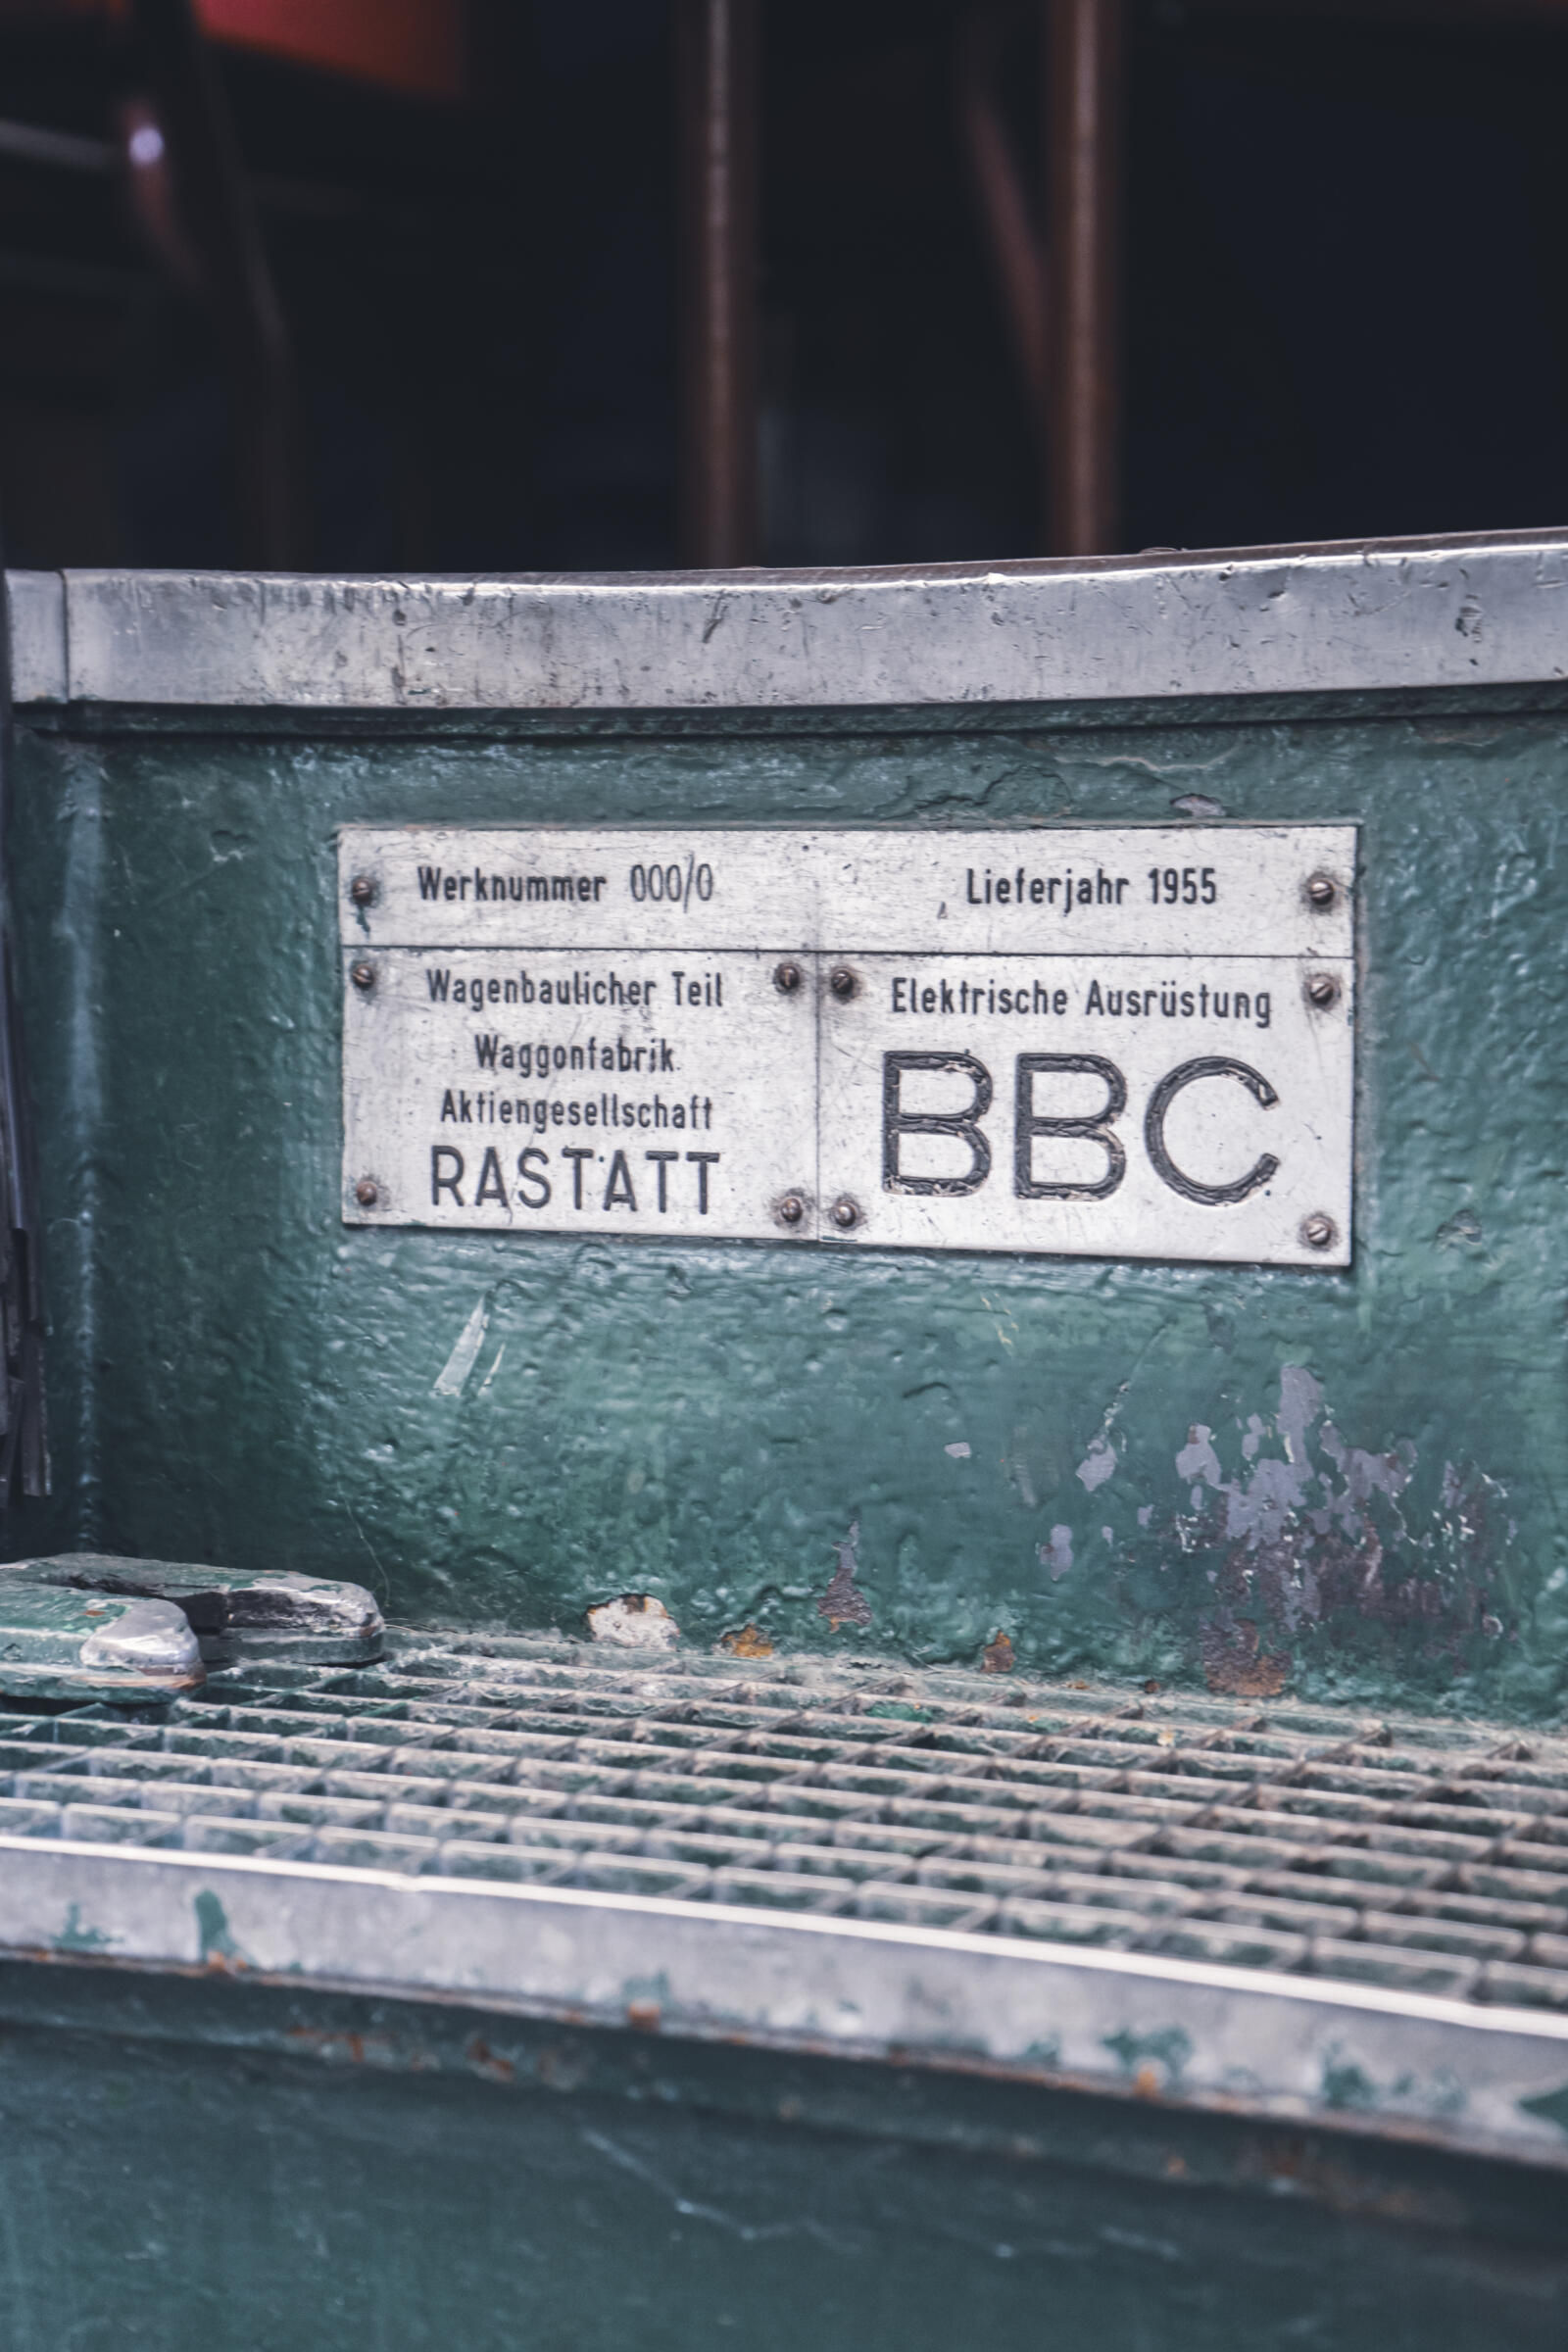 Werknummer 000/0
Lieferjahr 1955
Wagenbaulicher Teil
Waggonfabrik
Aktiengesellschaft
RASTATT
Elektrische Ausrüstung
BBC